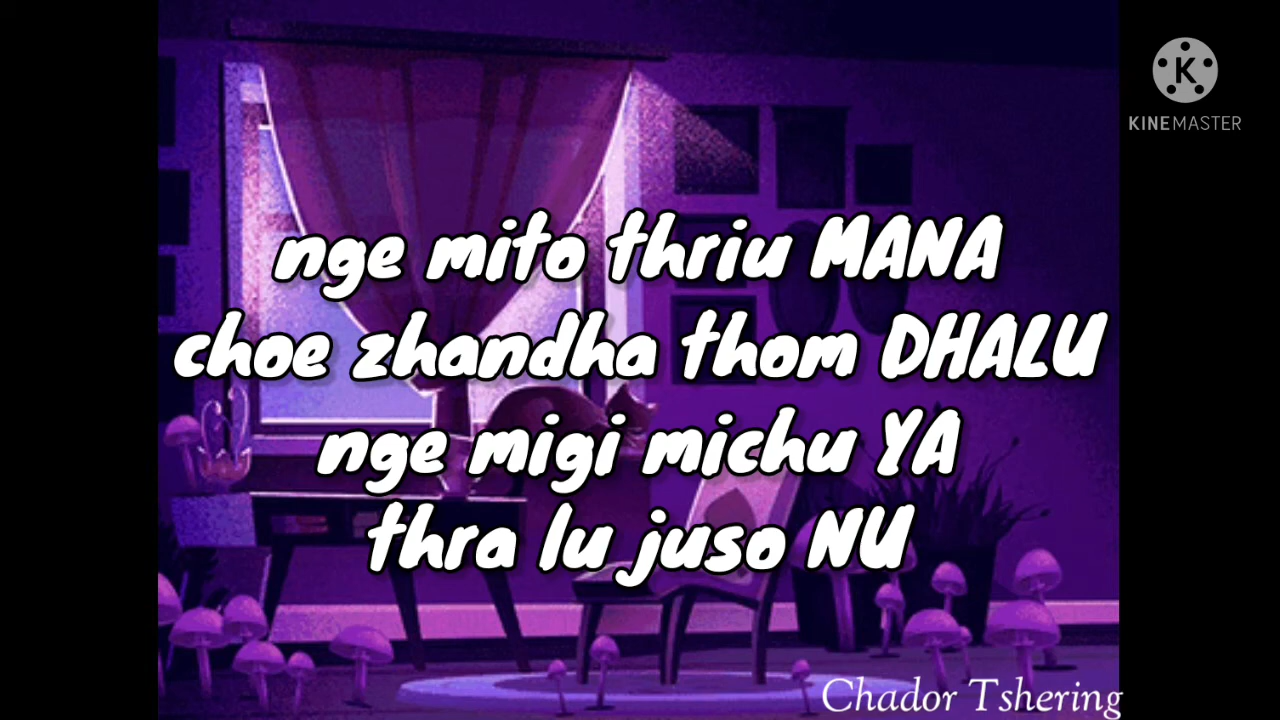 KINEMASTER
nge mito thriu MANA
choe zhandha thom DHALU
nge migi michu YA
thra lu juso NU
Chador Tshering